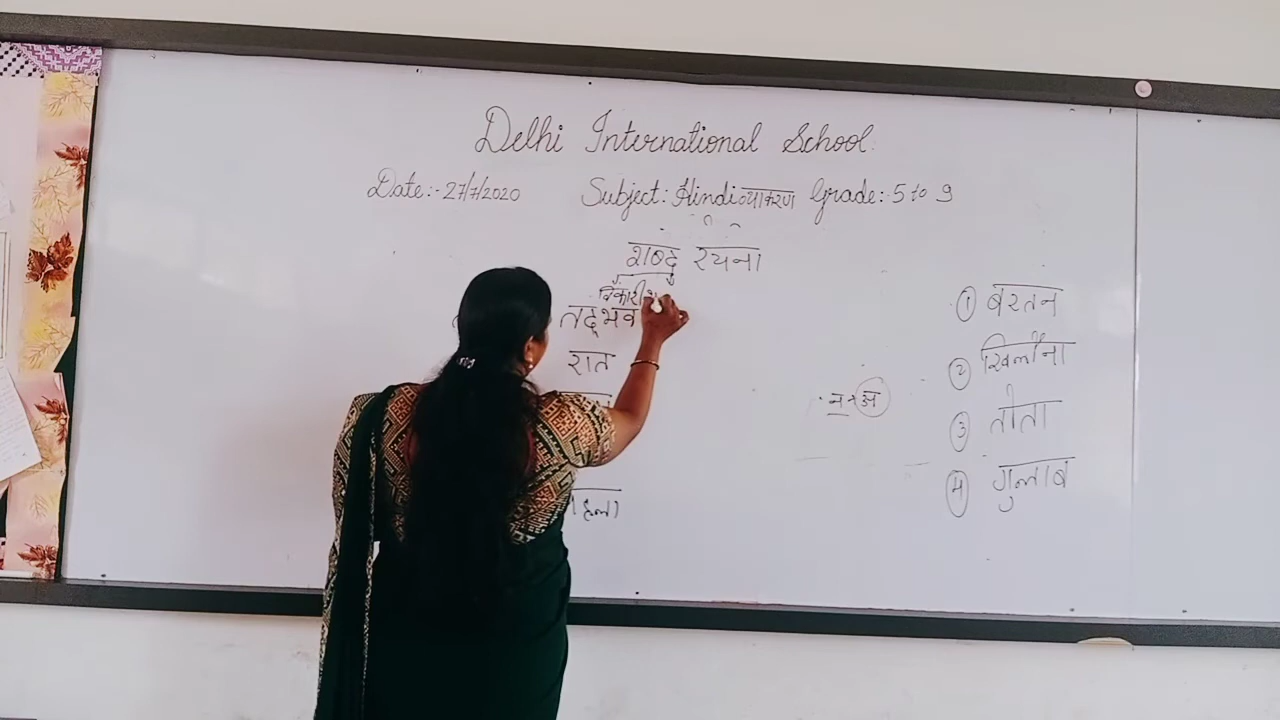 Delhi International School.
Date:- 27/7/2020 Subject: Hindi व्याकरण Grade:- 5 to 9
शब्द रचना
विकारी
तद्भव
रात
न + अ
① बरतन
② खिलौना
③ तोता
④ गुलाब